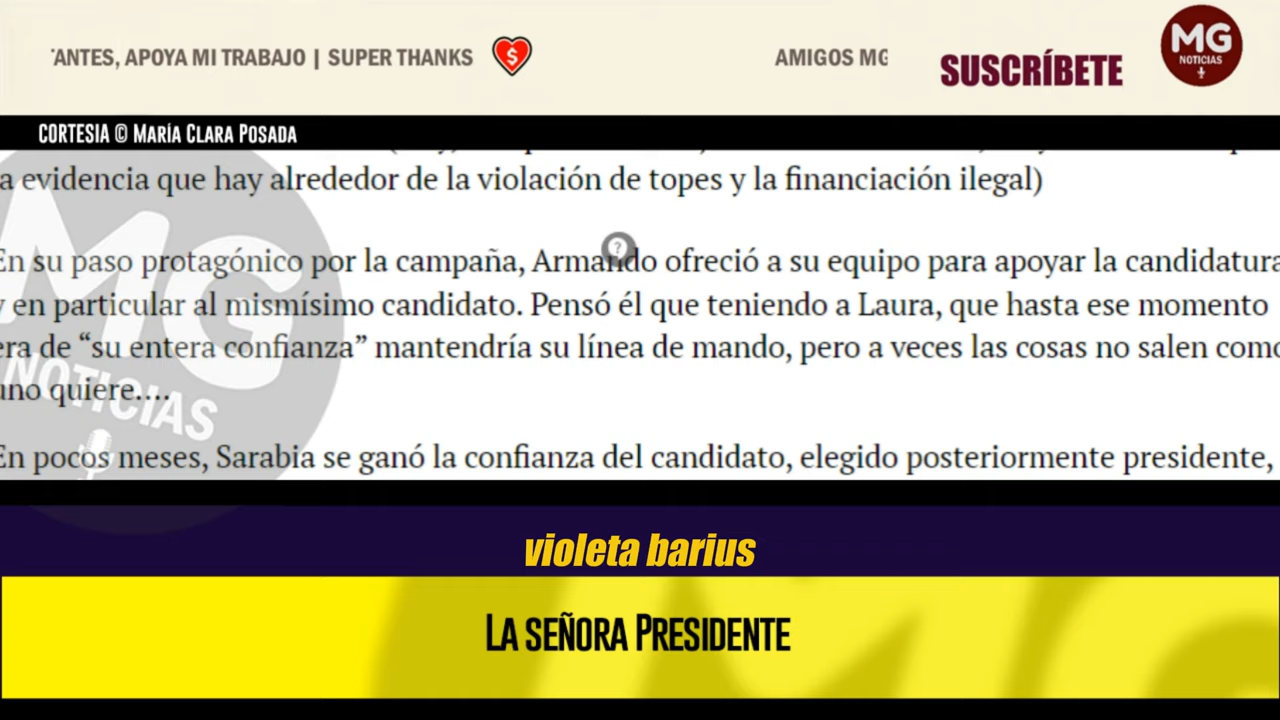 TANTES, APOYA MI TRABAJO | SUPER THANKS
AMIGOS MG
SUSCRÍBETE
MG
NOTICIAS
CORTESIA © MARÍA CLARA POSADA
a evidencia que hay alrededor de la violación de topes y la financiación ilegal)
En su paso protagónico por la campaña, Armando ofreció a su equipo para apoyar la candidatura
y en particular al mismísimo candidato. Pensó él que teniendo a Laura, que hasta ese momento
era de “su entera confianza” mantendría su línea de mando, pero a veces las cosas no salen como
uno quiere....
En pocos meses, Sarabia se ganó la confianza del candidato, elegido posteriormente presidente,
MG
NOTICIAS
violeta barius
LA SEÑORA PRESIDENTE